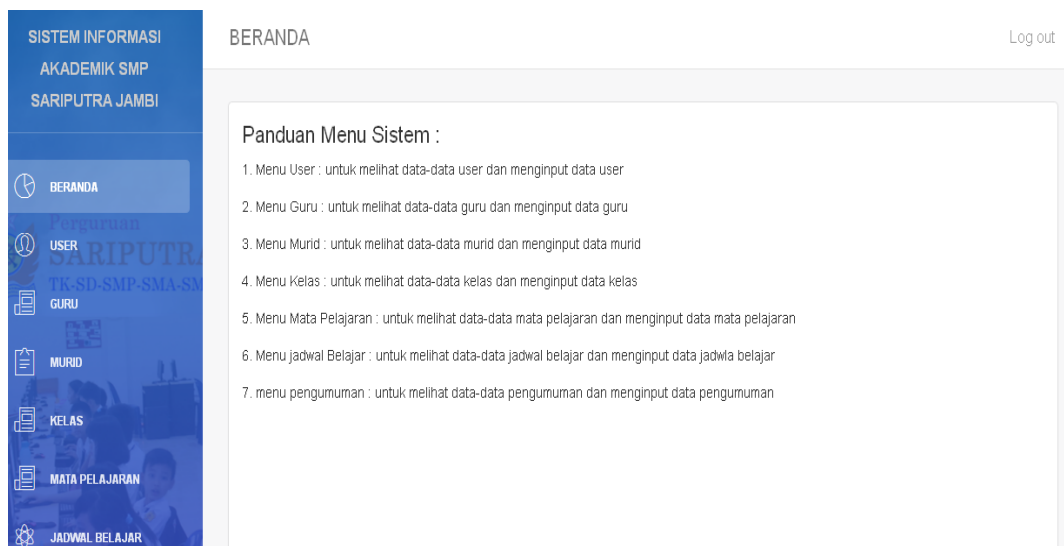 SISTEM INFORMASI
AKADEMIK SMP
SARIPUTRA JAMBI
BERANDA
USER
GURU
MURID
KELAS
MATA PELAJARAN
JADWAL BELAJAR
Perguruan
SARIPUTRA
TK-SD-SMP-SMA-SM
BERANDA
Log out
Panduan Menu Sistem :
1. Menu User : untuk melihat data-data user dan menginput data user
2. Menu Guru : untuk melihat data-data guru dan menginput data guru
3. Menu Murid : untuk melihat data-data murid dan menginput data murid
4. Menu Kelas : untuk melihat data-data kelas dan menginput data kelas
5. Menu Mata Pelajaran : untuk melihat data-data mata pelajaran dan menginput data mata pelajaran
6. Menu jadwal Belajar : untuk melihat data-data jadwal belajar dan menginput data jadwla belajar
7. menu pengumuman : untuk melihat data-data pengumuman dan menginput data pengumuman